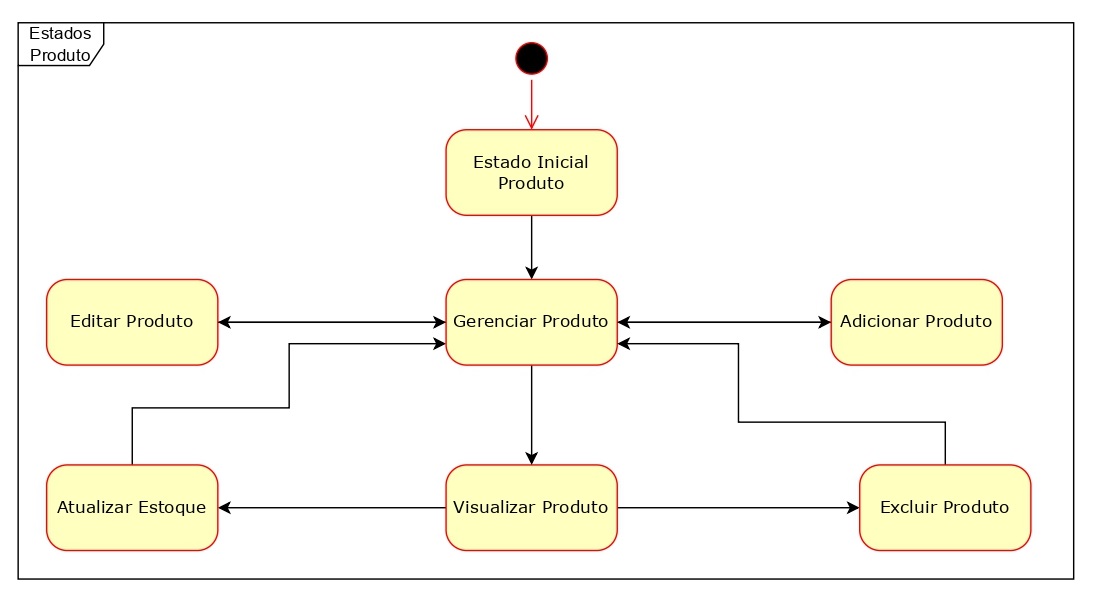 Estados
Produto
Estado Inicial
Produto
Editar Produto
Gerenciar Produto
Adicionar Produto
Atualizar Estoque
Visualizar Produto
Excluir Produto